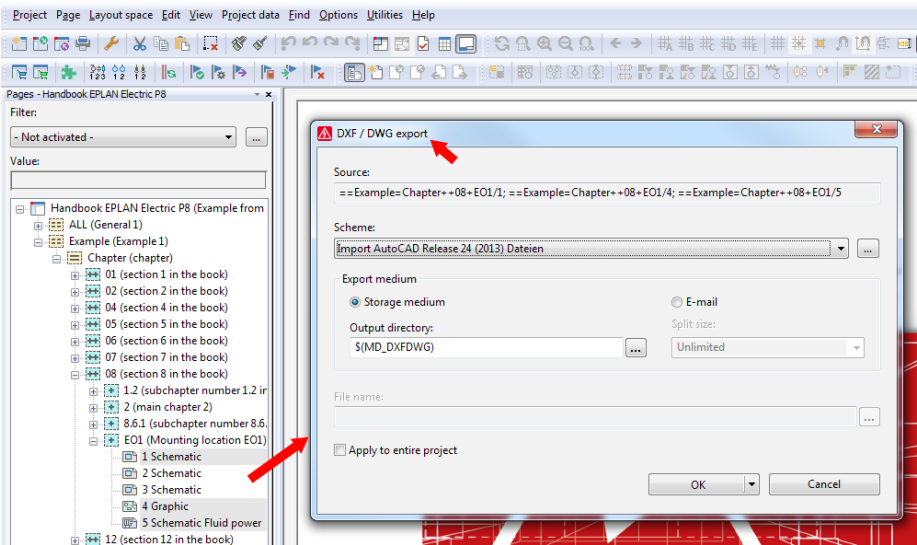 Project Page Layout space Edit View Project data Find Options Utilities Help
Pages - Handbook EPLAN Electric P8
Filter:
- Not activated -
...
Value:
Handbook EPLAN Electric P8 (Example from
ALL (General 1)
Example (Example 1)
Chapter (chapter)
01 (section 1 in the book)
02 (section 2 in the book)
04 (section 4 in the book)
05 (section 5 in the book)
06 (section 6 in the book)
07 (section 7 in the book)
08 (section 8 in the book)
1.2 (subchapter number 1.2 in
2 (main chapter 2)
8.6.1 (subchapter number 8.6.
EO1 (Mounting location EO1)
1 Schematic
2 Schematic
3 Schematic
4 Graphic
5 Schematic Fluid power
12 (section 12 in the book)
DXF / DWG export
Source:
==Example=Chapter++08+EO1/1; ==Example=Chapter++08+EO1/4; ==Example=Chapter++08+EO1/5
Scheme:
Import AutoCAD Release 24 (2013) Dateien
...
Export medium
Storage medium
E-mail
Output directory:
Split size:
$(MD_DXFDWG)
...
Unlimited
File name:
...
Apply to entire project
OK
Cancel